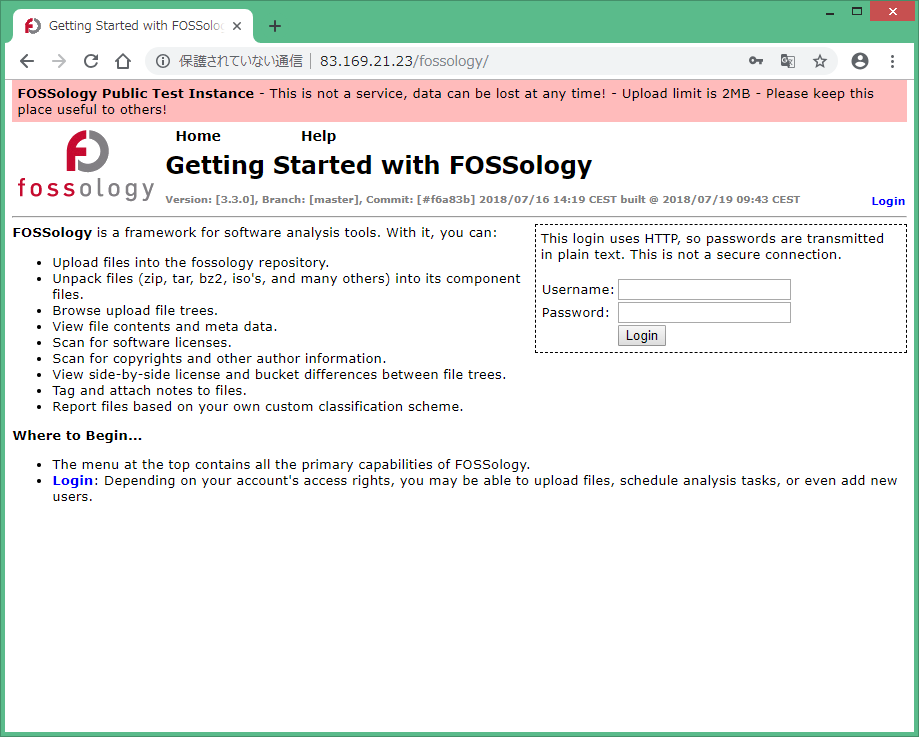 Getting Started with FOSSolo
保護されていない通信 83.169.21.23/fossology/
FOSSology Public Test Instance - This is not a service, data can be lost at any time! - Upload limit is 2MB - Please keep this
place useful to others!
Home Help
fossology
Getting Started with FOSSology
Version: [3.3.0], Branch: [master], Commit: [#f6a83b] 2018/07/16 14:19 CEST built @ 2018/07/19 09:43 CEST
Login
FOSSology is a framework for software analysis tools. With it, you can:
• Upload files into the fossology repository.
• Unpack files (zip, tar, bz2, iso's, and many others) into its component
files.
• Browse upload file trees.
• View file contents and meta data.
• Scan for software licenses.
• Scan for copyrights and other author information.
• View side-by-side license and bucket differences between file trees.
• Tag and attach notes to files.
• Report files based on your own custom classification scheme.
This login uses HTTP, so passwords are transmitted
in plain text. This is not a secure connection.
Username:
Password:
Login
Where to Begin...
• The menu at the top contains all the primary capabilities of FOSSology.
• Login: Depending on your account's access rights, you may be able to upload files, schedule analysis tasks, or even add new
users.